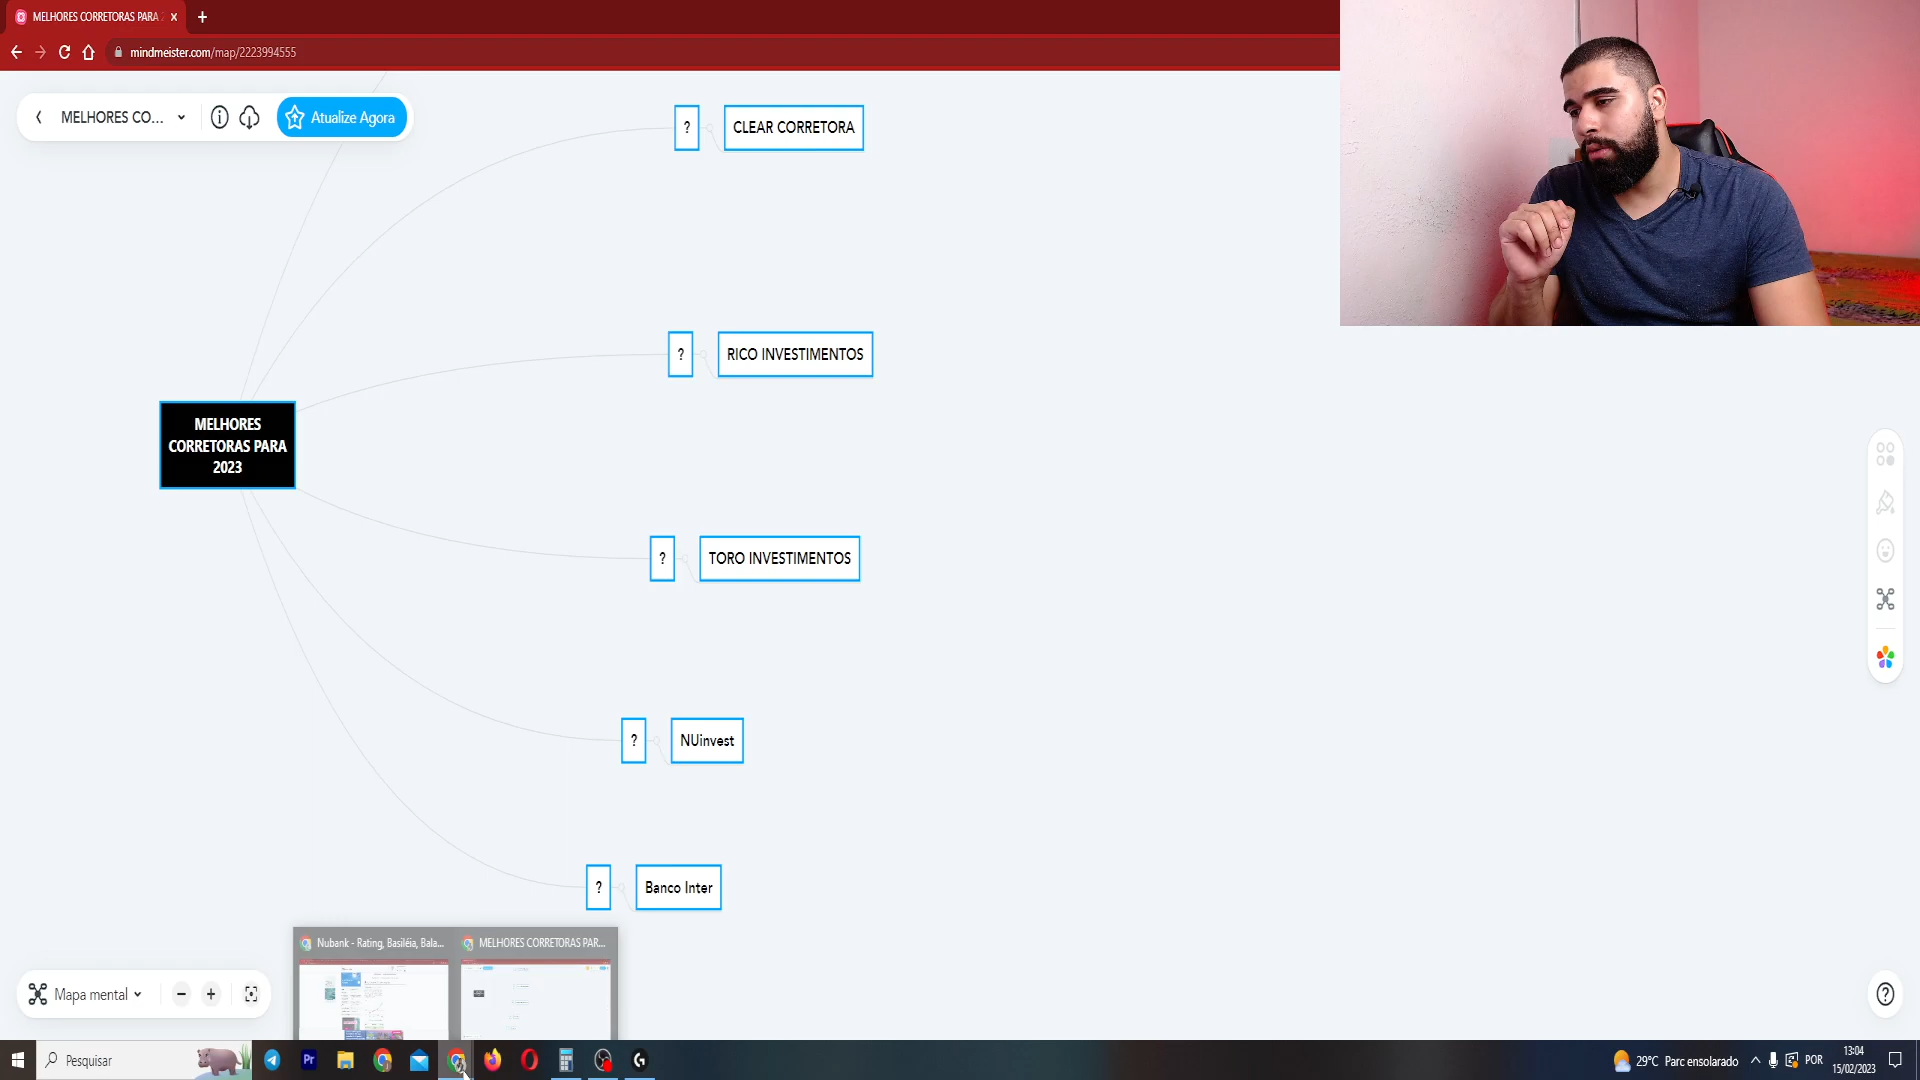 MELHORES CORRETORAS PARA
mindmeister.com/map/2223994555
MELHORES CO...
Atualize Agora
? CLEAR CORRETORA
? RICO INVESTIMENTOS
MELHORES
CORRETORAS PARA
2023
? TORO INVESTIMENTOS
? NUinvest
? Banco Inter
Nubank - Rating, Basiléia, Bala...
MELHORES CORRETORAS PAR...
Mapa mental
Pesquisar
Pr
29°C Parc ensolarado
POR
13:04
15/02/2023